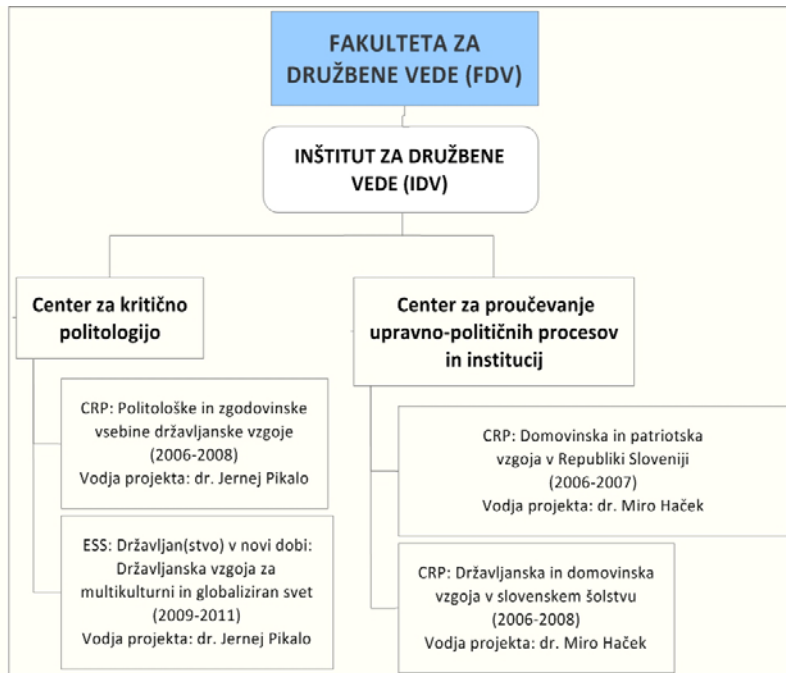 FAKULTETA ZA
DRUŽBENE VEDE (FDV)
INŠTITUT ZA DRUŽBENE
VEDE (IDV)
Center za kritično
politologijo
CRP: Politološke in zgodovinske
vsebine državljanske vzgoje
(2006-2008)
Vodja projekta: dr. Jernej Pikalo
ESS: Državljan(stvo) v novi dobi:
Državljanska vzgoja za
multikulturni in globaliziran svet
(2009-2011)
Vodja projekta: dr. Jernej Pikalo
Center za proučevanje
upravno-političnih procesov
in institucij
CRP: Domovinska in patriotska
vzgoja v Republiki Sloveniji
(2006-2007)
Vodja projekta: dr. Miro Haček
CRP: Državljanska in domovinska
vzgoja v slovenskem šolstvu
(2006-2008)
Vodja projekta: dr. Miro Haček